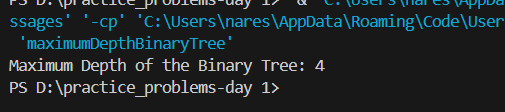 PS D:\practice_problems-day 1> & 'C:\Users\nares\AppDa
ssages' '-cp' 'C:\Users\nares\AppData\Roaming\Code\User
'maximumDepthBinaryTree'
Maximum Depth of the Binary Tree: 4
PS D:\practice_problems-day 1>